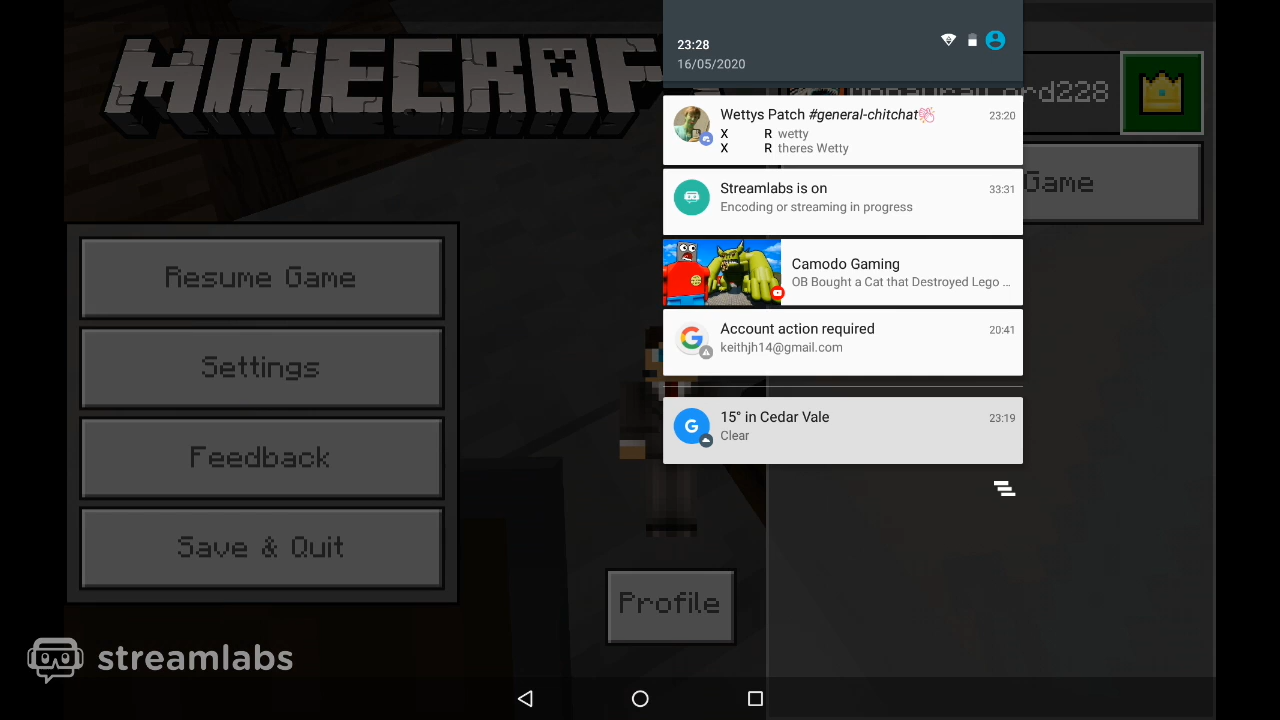 MINECRAF
23:28
16/05/2020
Wettys Patch #general-chitchat👏 23:20
X R wetty
X R theres Wetty
Streamlabs is on 33:31
Encoding or streaming in progress
Camodo Gaming
OB Bought a Cat that Destroyed Lego ...
Account action required 20:41
keithjh14@gmail.com
15° in Cedar Vale 23:19
Clear
Game
Resume Game
Settings
Feedback
Save & Quit
Profile
streamlabs